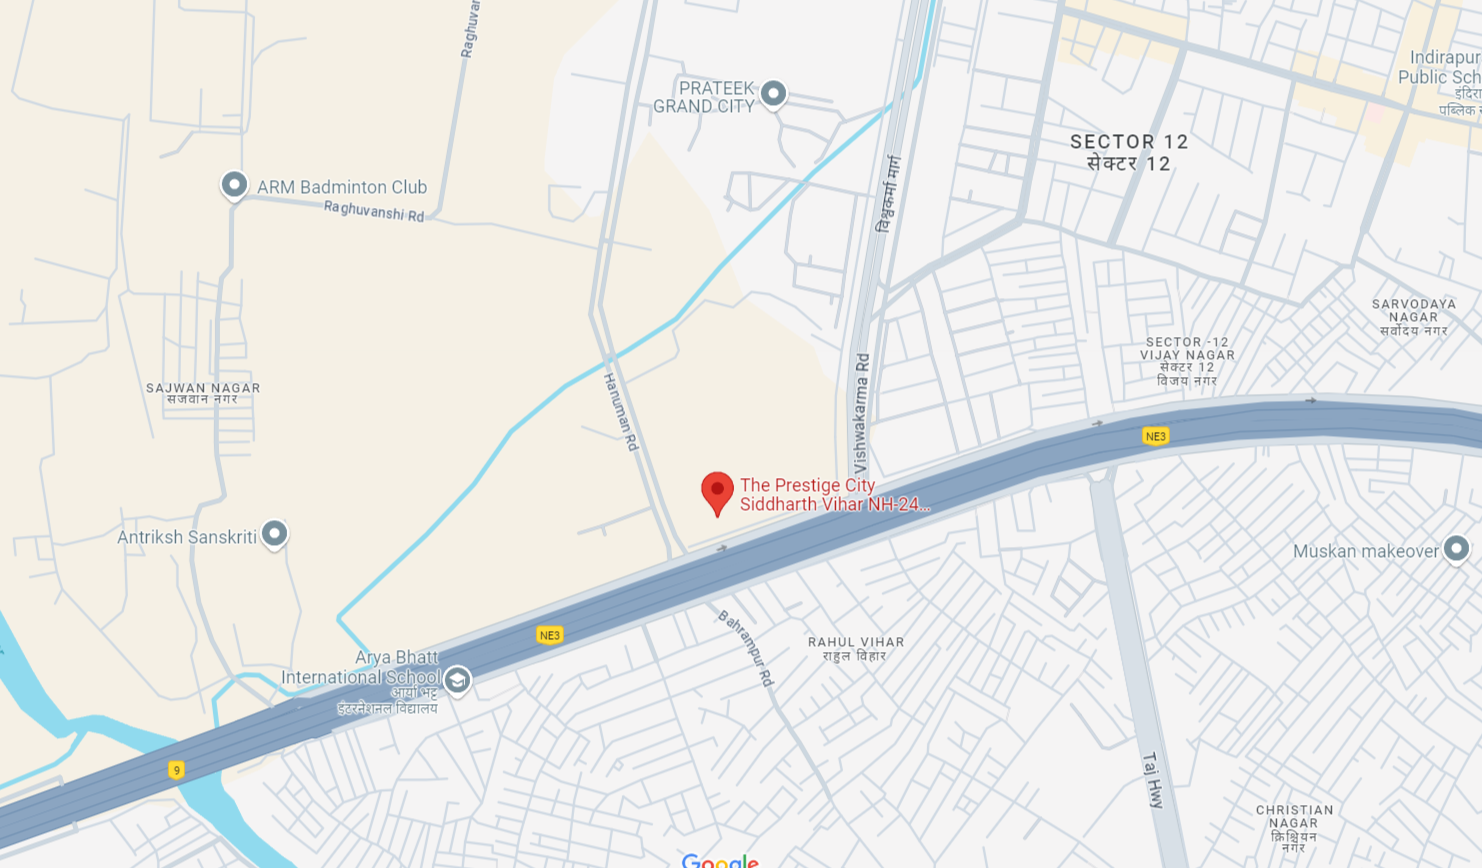 Raghuvan
PRATEEK
GRAND CITY
Indirapur
Public Sch
इंदिरा
पब्लिक
SECTOR 12
सेक्टर 12
विश्वकर्मा मार्ग
ARM Badminton Club
Raghuvanshi Rd
SARVODAYA
NAGAR
सर्वोदय नगर
SECTOR -12
VIJAY NAGAR
सेक्टर 12
विजय नगर
SAJWAN NAGAR
सजवान नगर
Hanuman Rd
Vishwakarma Rd
NE3
The Prestige City
Siddharth Vihar NH-24...
Antriksh Sanskriti
Muskan makeover
NE3
Bahrampur Rd
RAHUL VIHAR
राहुल विहार
Arya Bhatt
International School
आर्या भट्ट
इंटरनेशनल विद्यालय
9
Taj Hwy
CHRISTIAN
NAGAR
क्रिश्चियन
नगर
Google